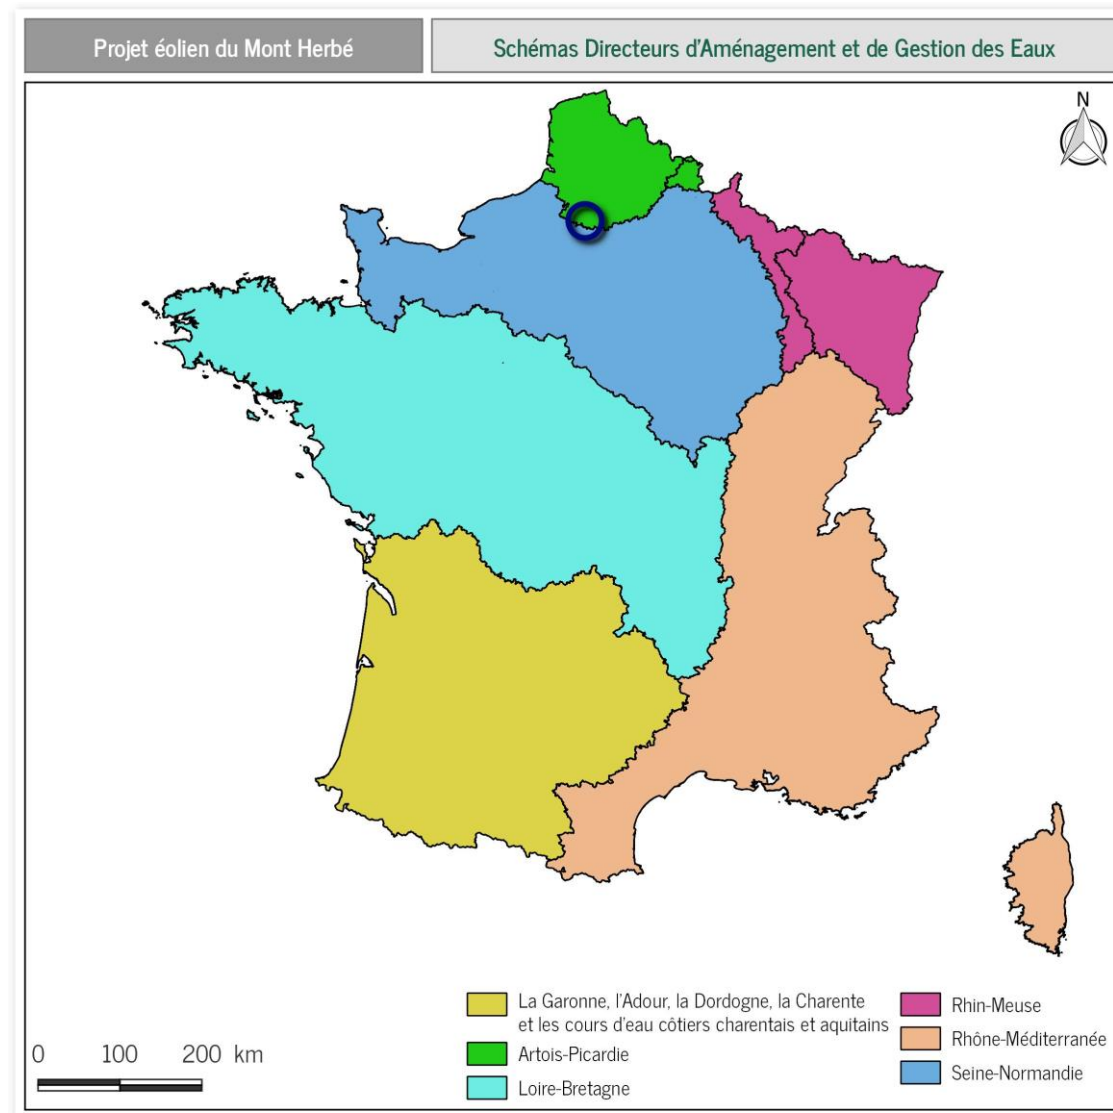 Projet éolien du Mont Herbé
Schémas Directeurs d'Aménagement et de Gestion des Eaux
N
La Garonne, l'Adour, la Dordogne, la Charente
et les cours d'eau côtiers charentais et aquitains
Artois-Picardie
Loire-Bretagne
Rhin-Meuse
Rhône-Méditerranée
Seine-Normandie
0 100 200 km